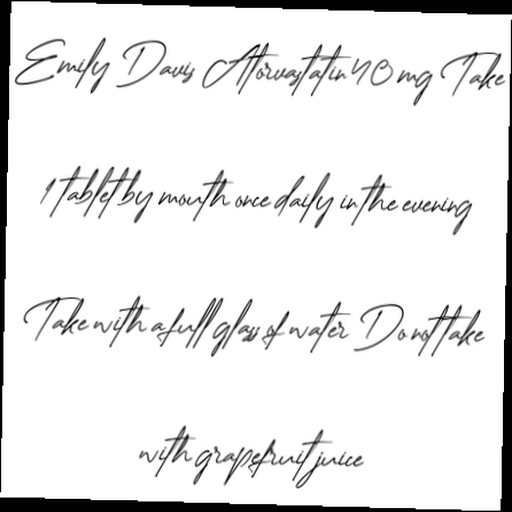 Emily Davis Atorvastatin 40 mg Take
1 tablet by mouth once daily in the evening
Take with a full glass of water Do not take
with grapefruit juice